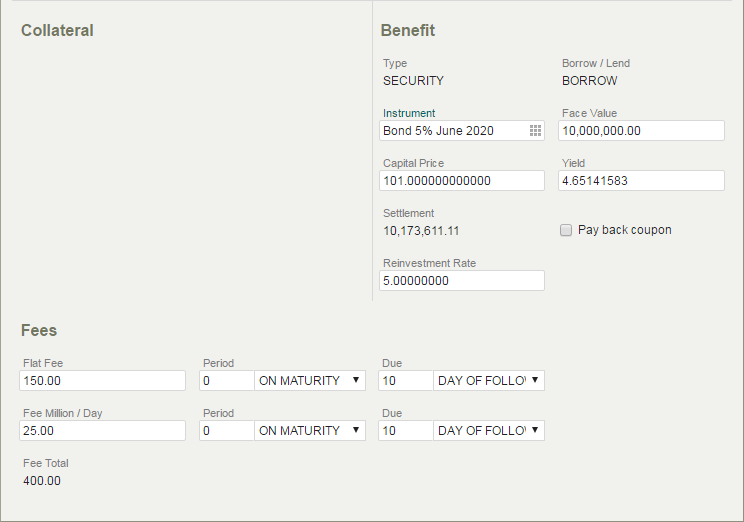 Collateral
Benefit
Type
Borrow / Lend
SECURITY
BORROW
Instrument
Face Value
Bond 5% June 2020
10,000,000.00
Capital Price
Yield
101.000000000000
4.65141583
Settlement
10,173,611.11
Pay back coupon
Reinvestment Rate
5.00000000
Fees
Flat Fee
Period
Due
150.00
0
ON MATURITY
10
DAY OF FOLLOW
Fee Million / Day
Period
Due
25.00
0
ON MATURITY
10
DAY OF FOLLOW
Fee Total
400.00